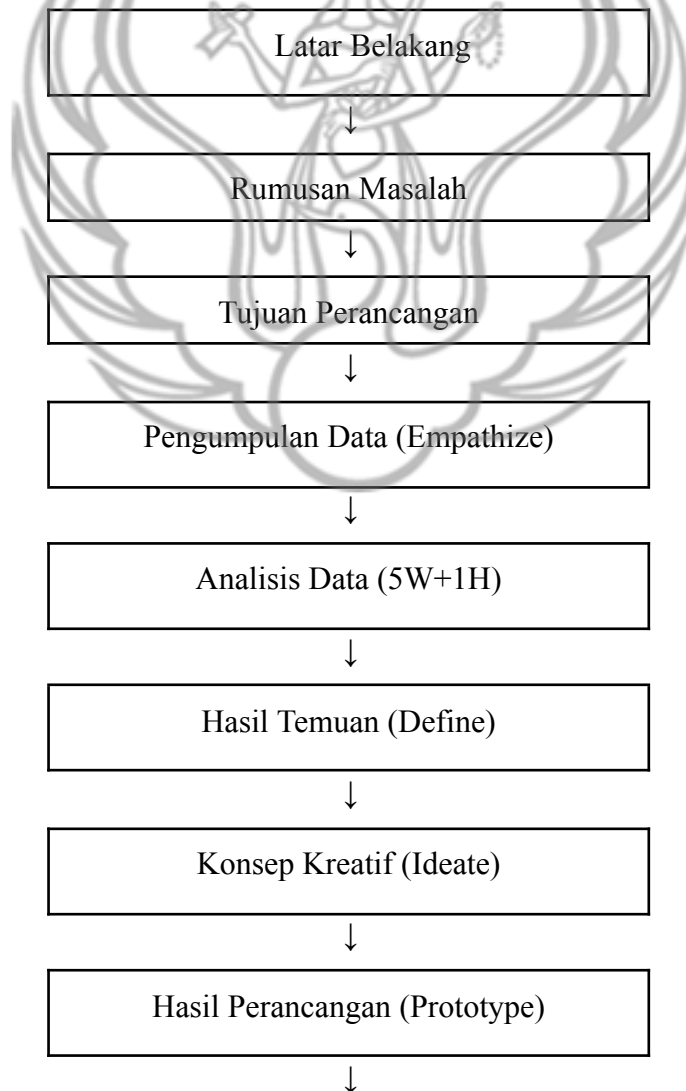 Latar Belakang
↓
Rumusan Masalah
↓
Tujuan Perancangan
↓
Pengumpulan Data (Empathize)
↓
Analisis Data (5W+1H)
↓
Hasil Temuan (Define)
↓
Konsep Kreatif (Ideate)
↓
Hasil Perancangan (Prototype)
↓